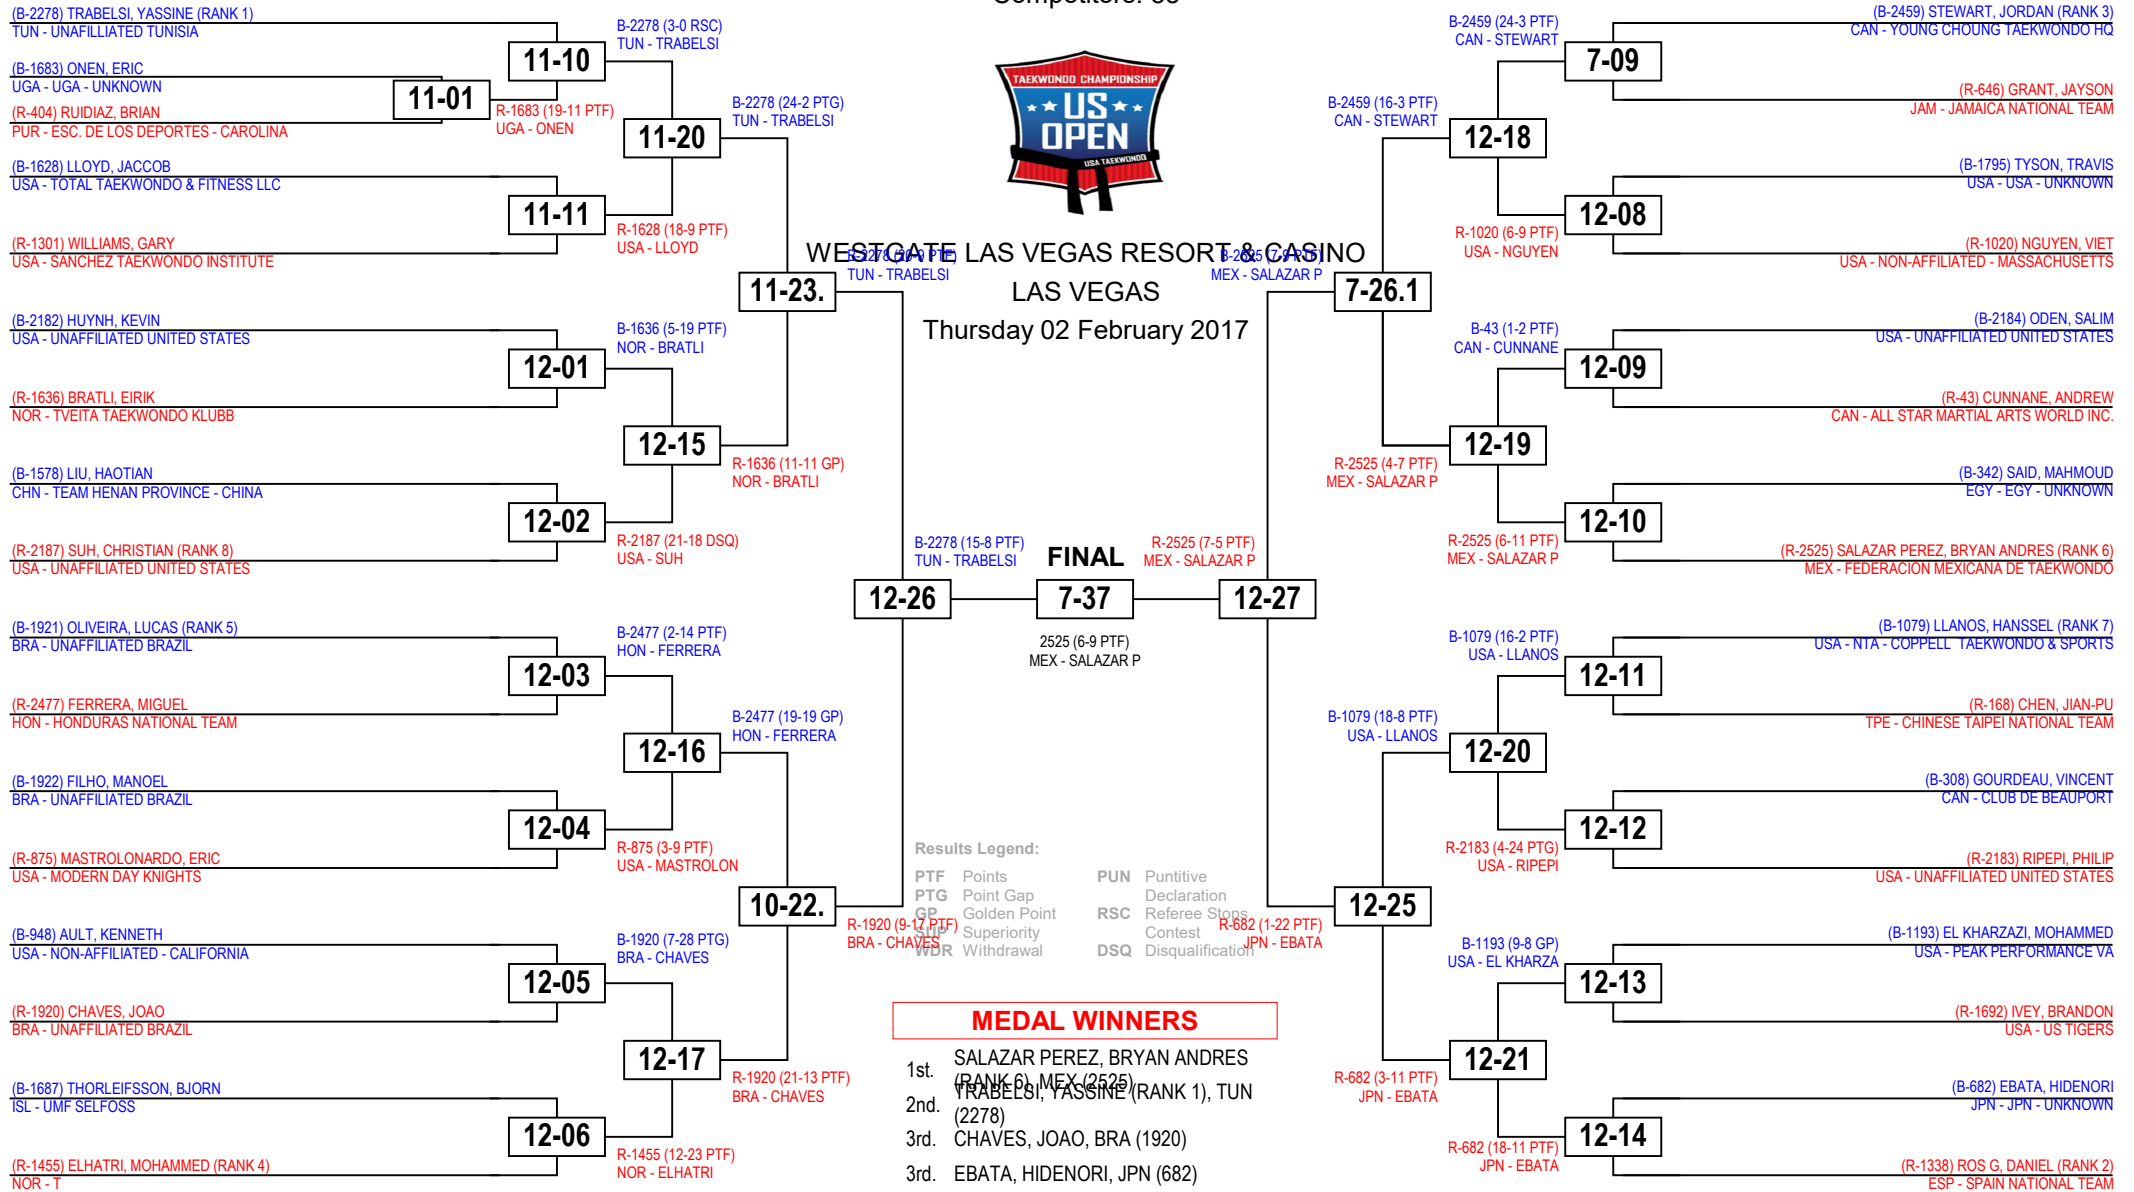 (B-2278) TRABELSI, YASSINE (RANK 1)
TUN - UNAFILLIATED TUNISIA
(B-1683) ONEN, ERIC
UGA - UGA - UNKNOWN
(R-404) RUIDIAZ, BRIAN
PUR - ESC. DE LOS DEPORTES - CAROLINA
(B-1628) LLOYD, JACCOB
USA - TOTAL TAEKWONDO & FITNESS LLC
(R-1301) WILLIAMS, GARY
USA - SANCHEZ TAEKWONDO INSTITUTE
(B-2182) HUYNH, KEVIN
USA - UNAFFILIATED UNITED STATES
(R-1636) BRATLI, EIRIK
NOR - TVEITA TAEKWONDO KLUBB
(B-1578) LIU, HAOTIAN
CHN - TEAM HENAN PROVINCE - CHINA
(R-2187) SUH, CHRISTIAN (RANK 8)
USA - UNAFFILIATED UNITED STATES
(B-1921) OLIVEIRA, LUCAS (RANK 5)
BRA - UNAFFILIATED BRAZIL
(R-2477) FERRERA, MIGUEL
HON - HONDURAS NATIONAL TEAM
(B-1922) FILHO, MANOEL
BRA - UNAFFILIATED BRAZIL
(R-875) MASTROLONARDO, ERIC
USA - MODERN DAY KNIGHTS
(B-948) AULT, KENNETH
USA - NON-AFFILIATED - CALIFORNIA
(R-1920) CHAVES, JOAO
BRA - UNAFFILIATED BRAZIL
(B-1687) THORLEIFSSON, BJORN
ISL - UMF SELFOSS
(R-1455) ELHATRI, MOHAMMED (RANK 4)
NOR - T
11-01
R-1683 (19-11 PTF)
UGA - ONEN
11-10
11-11
12-01
12-02
12-03
12-04
12-05
12-06
B-2278 (3-0 RSC)
TUN - TRABELSI
R-1628 (18-9 PTF)
USA - LLOYD
B-1636 (5-19 PTF)
NOR - BRATLI
R-2187 (21-18 DSQ)
USA - SUH
B-2477 (2-14 PTF)
HON - FERRERA
R-875 (3-9 PTF)
USA - MASTROLON
B-1920 (7-28 PTG)
BRA - CHAVES
R-1455 (12-23 PTF)
NOR - ELHATRI
11-20
12-15
12-16
12-17
B-2278 (24-2 PTG)
TUN - TRABELSI
R-1636 (11-11 GP)
NOR - BRATLI
B-2477 (19-19 GP)
HON - FERRERA
R-1920 (21-13 PTF)
BRA - CHAVES
11-23.
10-22.
TUN - TRABELSI
R-1920 (9-17 PTF)
BRA - CHAVES
12-26
B-2278 (15-8 PTF)
TUN - TRABELSI
TAEKWONDO CHAMPIONSHIP
US
OPEN
USA TAEKWONDO
WESTGATE LAS VEGAS RESORT & CASINO
LAS VEGAS
Thursday 02 February 2017
FINAL
7-37
2525 (6-9 PTF)
MEX - SALAZAR P
R-2525 (7-5 PTF)
MEX - SALAZAR P
12-27
MEX - SALAZAR P
R-682 (1-22 PTF)
JPN - EBATA
7-26.1
12-25
B-2459 (16-3 PTF)
CAN - STEWART
R-2525 (4-7 PTF)
MEX - SALAZAR P
B-1079 (18-8 PTF)
USA - LLANOS
R-682 (3-11 PTF)
JPN - EBATA
12-18
12-19
12-20
12-21
B-2459 (24-3 PTF)
CAN - STEWART
R-1020 (6-9 PTF)
USA - NGUYEN
B-43 (1-2 PTF)
CAN - CUNNANE
R-2525 (6-11 PTF)
MEX - SALAZAR P
B-1079 (16-2 PTF)
USA - LLANOS
R-2183 (4-24 PTG)
USA - RIPEPI
B-1193 (9-8 GP)
USA - EL KHARZA
R-682 (18-11 PTF)
JPN - EBATA
7-09
12-08
12-09
12-10
12-11
12-12
12-13
12-14
(B-2459) STEWART, JORDAN (RANK 3)
CAN - YOUNG CHOUNG TAEKWONDO HQ
(R-646) GRANT, JAYSON
JAM - JAMAICA NATIONAL TEAM
(B-1795) TYSON, TRAVIS
USA - USA - UNKNOWN
(R-1020) NGUYEN, VIET
USA - NON-AFFILIATED - MASSACHUSETTS
(B-2184) ODEN, SALIM
USA - UNAFFILIATED UNITED STATES
(R-43) CUNNANE, ANDREW
CAN - ALL STAR MARTIAL ARTS WORLD INC.
(B-342) SAID, MAHMOUD
EGY - EGY - UNKNOWN
(R-2525) SALAZAR PEREZ, BRYAN ANDRES (RANK 6)
MEX - FEDERACION MEXICANA DE TAEKWONDO
(B-1079) LLANOS, HANSSEL (RANK 7)
USA - NTA - COPPELL TAEKWONDO & SPORTS
(R-168) CHEN, JIAN-PU
TPE - CHINESE TAIPEI NATIONAL TEAM
(B-308) GOURDEAU, VINCENT
CAN - CLUB DE BEAUPORT
(R-2183) RIPEPI, PHILIP
USA - UNAFFILIATED UNITED STATES
(B-1193) EL KHARZAZI, MOHAMMED
USA - PEAK PERFORMANCE VA
(R-1692) IVEY, BRANDON
USA - US TIGERS
(B-682) EBATA, HIDENORI
JPN - JPN - UNKNOWN
(R-1338) ROS G, DANIEL (RANK 2)
ESP - SPAIN NATIONAL TEAM
Results Legend:
PTF Points
PTG Point Gap
GP Golden Point
SUP Superiority
WDR Withdrawal
PUN Puntitive
Declaration
RSC Referee Stops
Contest
DSQ Disqualification
MEDAL WINNERS
1st. SALAZAR PEREZ, BRYAN ANDRES
(RANK 6), MEX (2525)
2nd. TRABELSI, YASSINE (RANK 1), TUN
(2278)
3rd. CHAVES, JOAO, BRA (1920)
3rd. EBATA, HIDENORI, JPN (682)